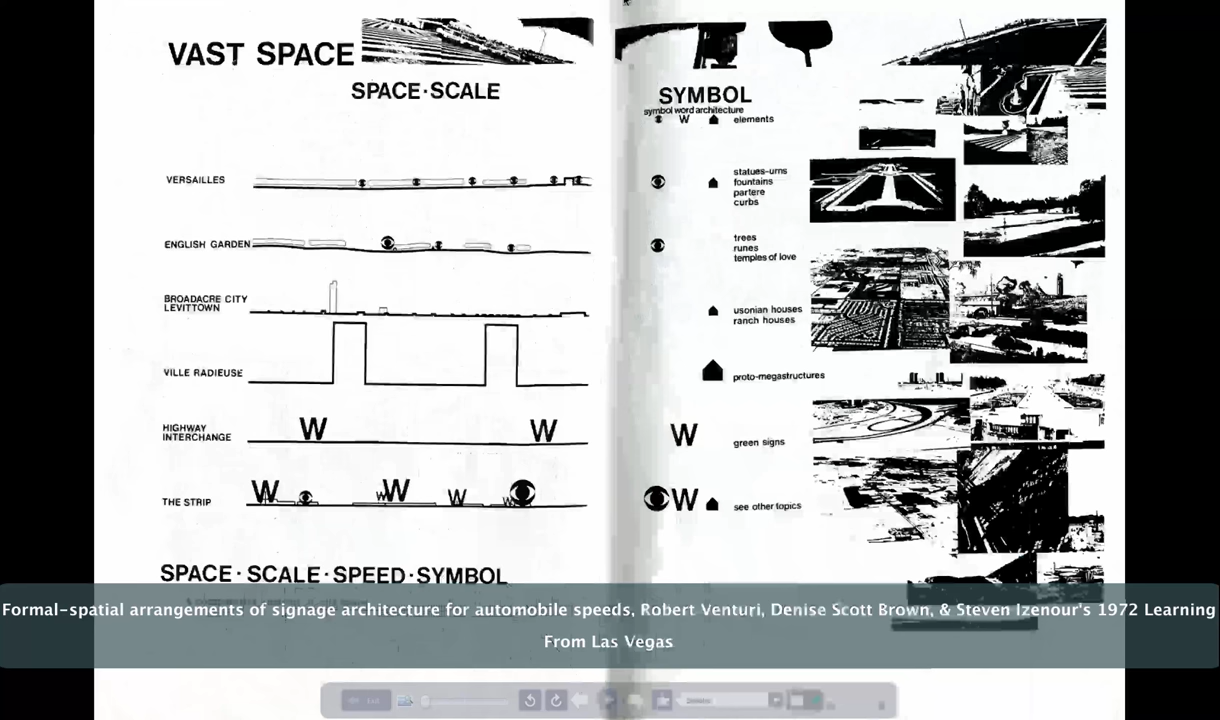 VAST SPACE
SPACE·SCALE
VERSAILLES
ENGLISH GARDEN
BROADACRE CITY
LEVITTOWN
VILLE RADIEUSE
HIGHWAY
INTERCHANGE
W W
THE STRIP
W W W W W
SPACE·SCALE·SPEED·SYMBOL
SYMBOL
symbol word architecture
W elements
statues-urns
fountains
partere
curbs
trees
runes
temples of love
usonian houses
ranch houses
proto-megastructures
W green signs
W see other topics
Formal-spatial arrangements of signage architecture for automobile speeds, Robert Venturi, Denise Scott Brown, & Steven Izenour's 1972 Learning
From Las Vegas